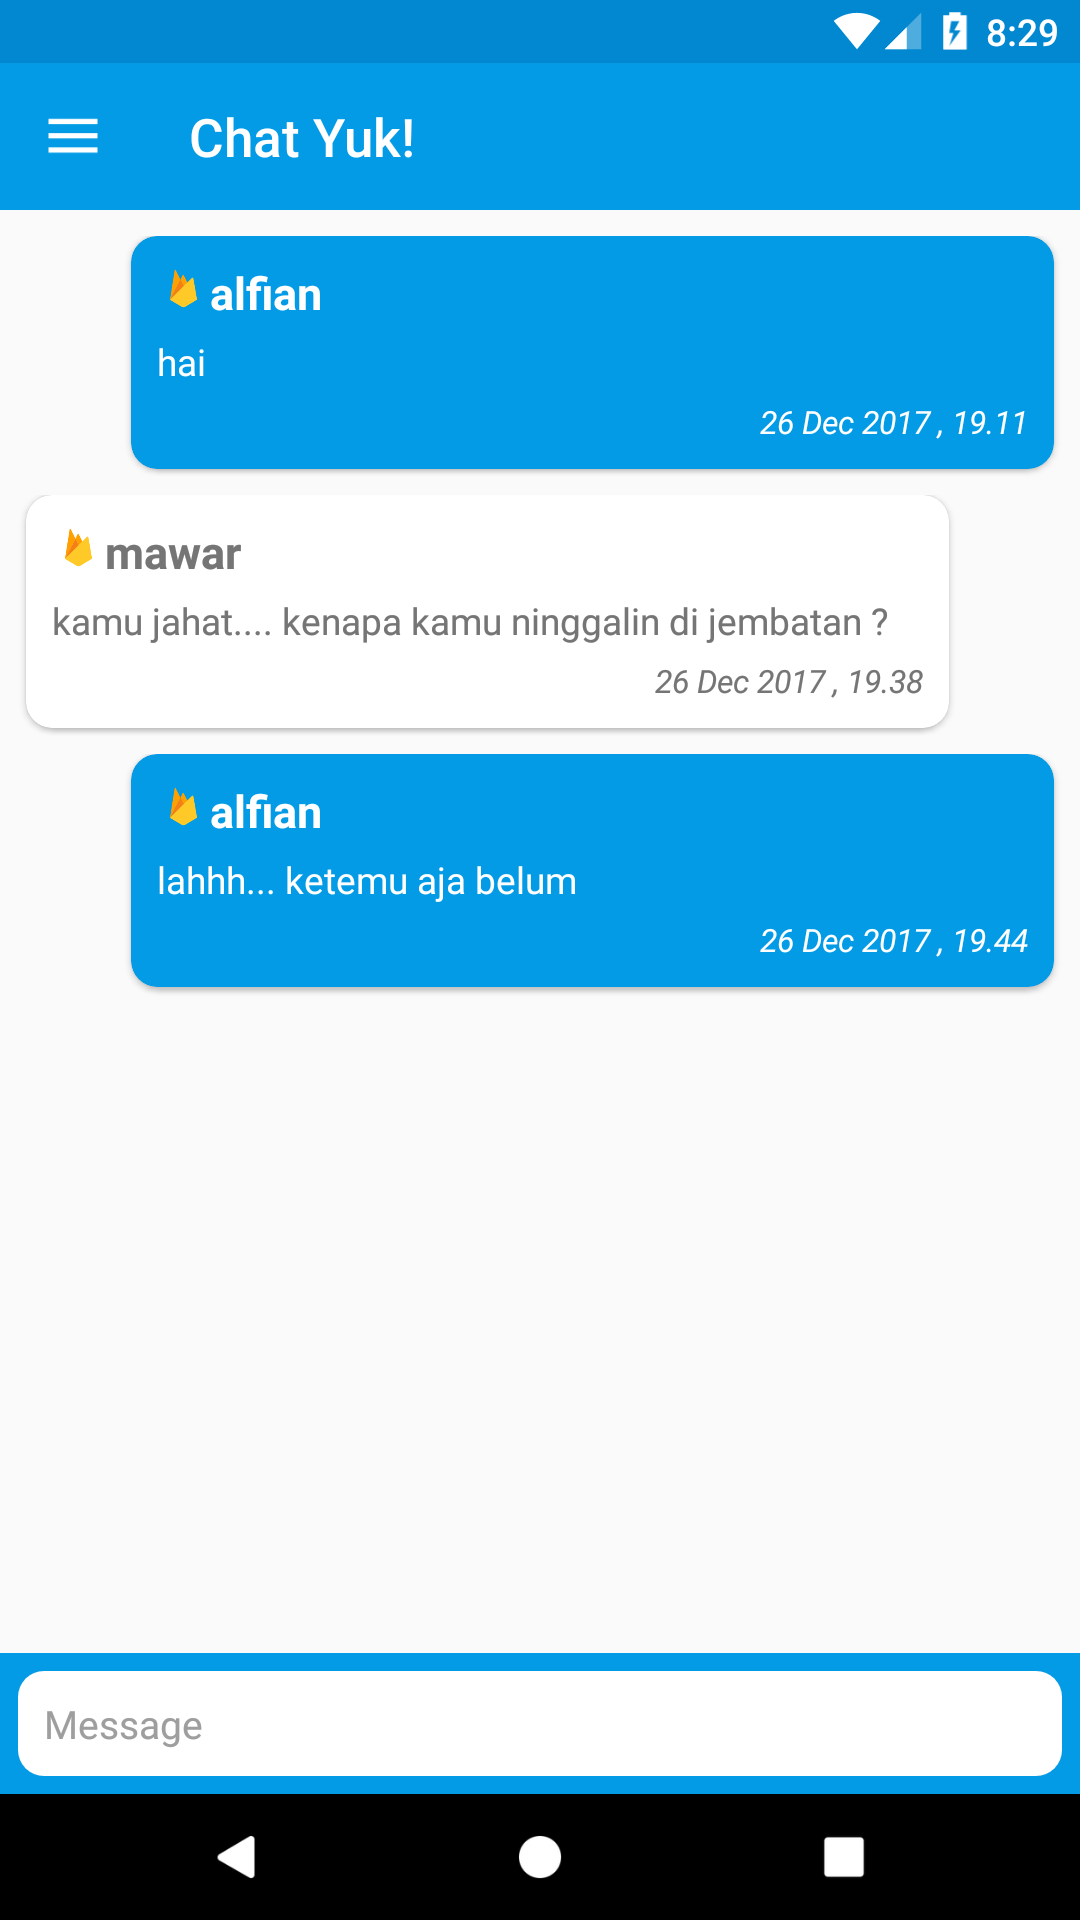 8:29
Chat Yuk!
alfian
hai
26 Dec 2017 , 19.11
mawar
kamu jahat.... kenapa kamu ninggalin di jembatan ?
26 Dec 2017 , 19.38
alfian
lahhh... ketemu aja belum
26 Dec 2017 , 19.44
Message